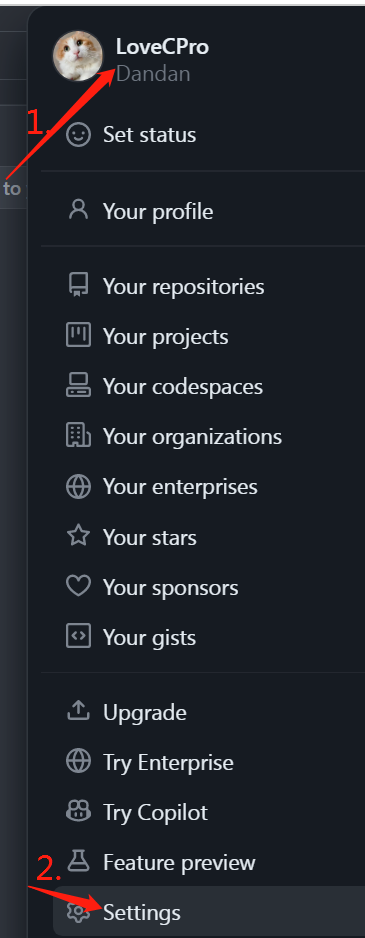 LoveCPro
Dandan
1.
Set status
to
Your profile
Your repositories
Your projects
Your codespaces
Your organizations
Your enterprises
Your stars
Your sponsors
Your gists
Upgrade
Try Enterprise
Try Copilot
Feature preview
2.
Settings